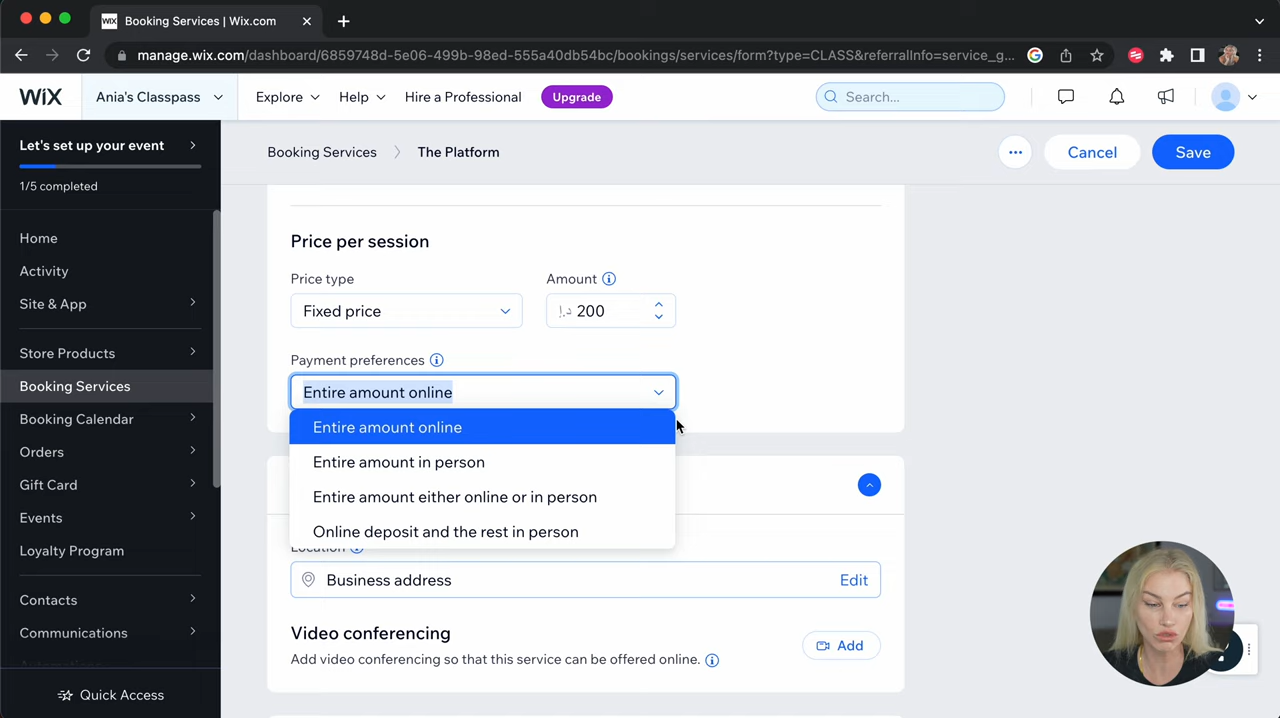 WIX Booking Services | Wix.com
manage.wix.com/dashboard/6859748d-5e06-499b-98ed-555a40db54bc/bookings/services/form?type=CLASS&referralInfo=service_g...
WIX Ania's Classpass Explore Help Hire a Professional Upgrade Search...
Let's set up your event
1/5 completed
Home
Activity
Site & App
Store Products
Booking Services
Booking Calendar
Orders
Gift Card
Events
Loyalty Program
Contacts
Communications
Automations
Quick Access
Booking Services > The Platform ... Cancel Save
Price per session
Price type Amount
Fixed price د.إ. 200
Payment preferences
Entire amount online
Entire amount online
Entire amount in person
Entire amount either online or in person
Online deposit and the rest in person
Location
Business address Edit
Video conferencing
Add video conferencing so that this service can be offered online.
Add